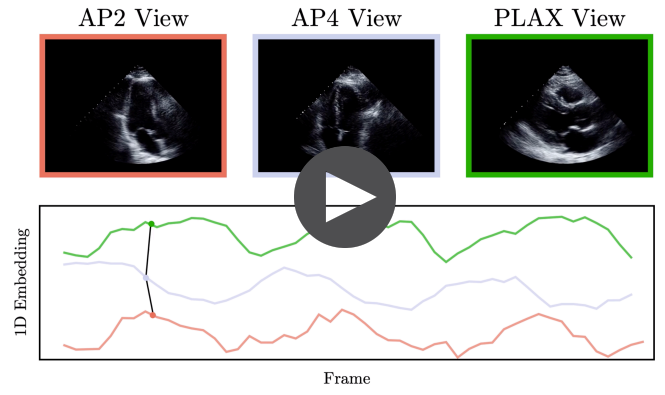 AP2 View
AP4 View
PLAX View
1D Embedding
Frame